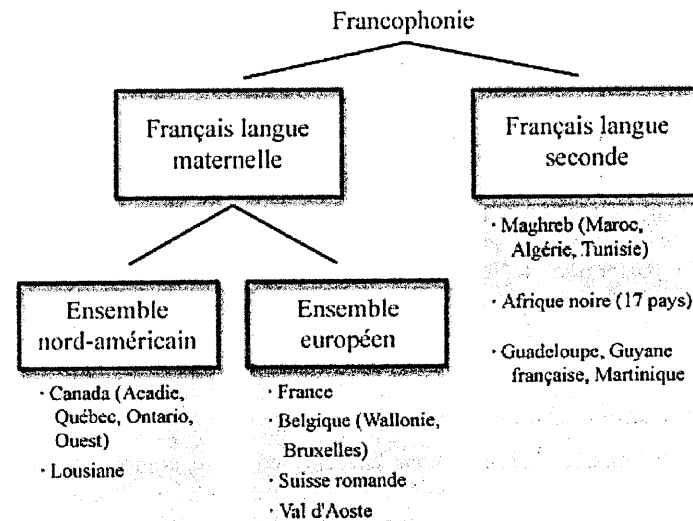 Francophonie
Français langue
maternelle
Français langue
seconde
Ensemble
nord-américain
· Canada (Acadie,
Québec, Ontario,
Ouest)
· Lousiane
Ensemble
européen
· France
· Belgique (Wallonie,
Bruxelles)
· Suisse romande
· Val d'Aoste
· Maghreb (Maroc,
Algérie, Tunisie)
· Afrique noire (17 pays)
· Guadeloupe, Guyane
française, Martinique